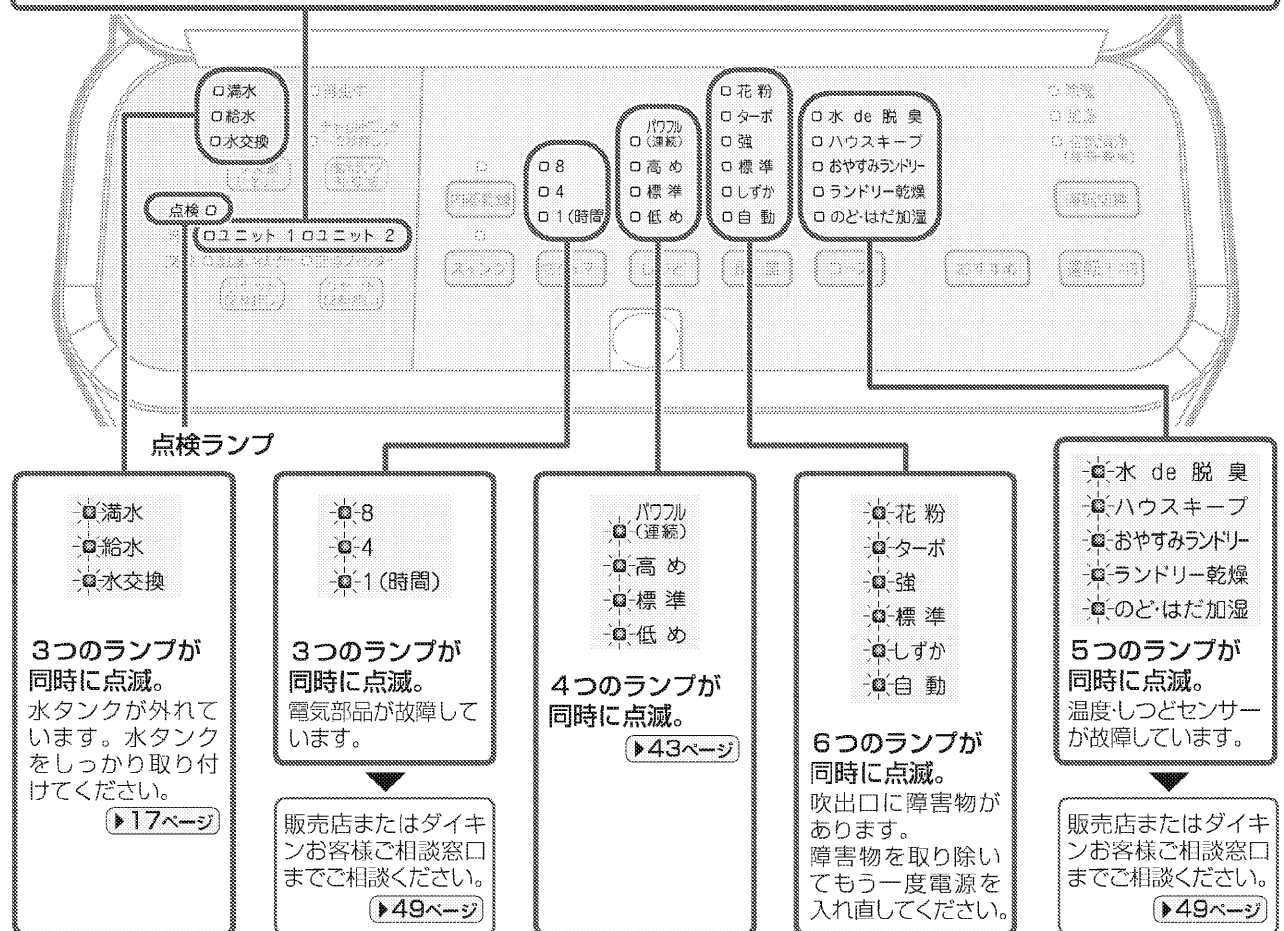 満水
給水
水交換
点検
ユニット 1 ユニット 2
8
4
1(時間)
パワフル
(連続)
高め
標準
低め
花粉
ターボ
強
標準
しずか
自動
水 de 脱臭
ハウスキープ
おやすみランドリー
ランドリー乾燥
のど・はだ加湿
点検ランプ
満水
給水
水交換
3つのランプが
同時に点滅。
水タンクが外れて
います。水タンク
をしっかり取り付
けてください。
▶17ページ
8
4
1(時間)
3つのランプが
同時に点滅。
電気部品が故障して
います。
販売店またはダイキ
ンお客様ご相談窓口
までご相談ください。
▶49ページ
パワフル
(連続)
高め
標準
低め
4つのランプが
同時に点滅。
▶43ページ
花粉
ターボ
強
標準
しずか
自動
6つのランプが
同時に点滅。
吹出口に障害物が
あります。
障害物を取り除い
てもう一度電源を
入れ直してください。
水 de 脱臭
ハウスキープ
おやすみランドリー
ランドリー乾燥
のど・はだ加湿
5つのランプが
同時に点滅。
温度・しつどセンサー
が故障しています。
販売店またはダイキ
ンお客様ご相談窓口
までご相談ください。
▶49ページ